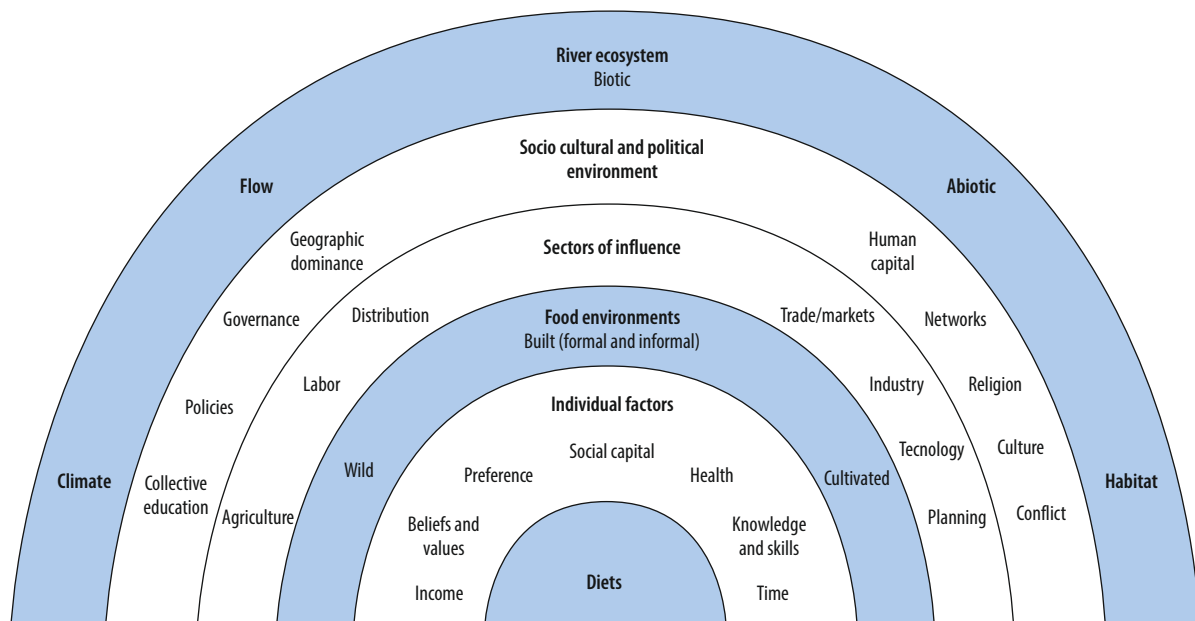 River ecosystem
Biotic
Socio cultural and political
environment
Flow
Abiotic
Geographic
dominance
Human
capital
Sectors of influence
Governance
Distribution
Trade/markets
Networks
Food environments
Built (formal and informal)
Labor
Industry
Religion
Policies
Individual factors
Social capital
Tecnology
Culture
Climate
Collective
education
Wild
Preference
Health
Cultivated
Habitat
Agriculture
Beliefs and
values
Knowledge
and skills
Planning
Conflict
Diets
Income
Time